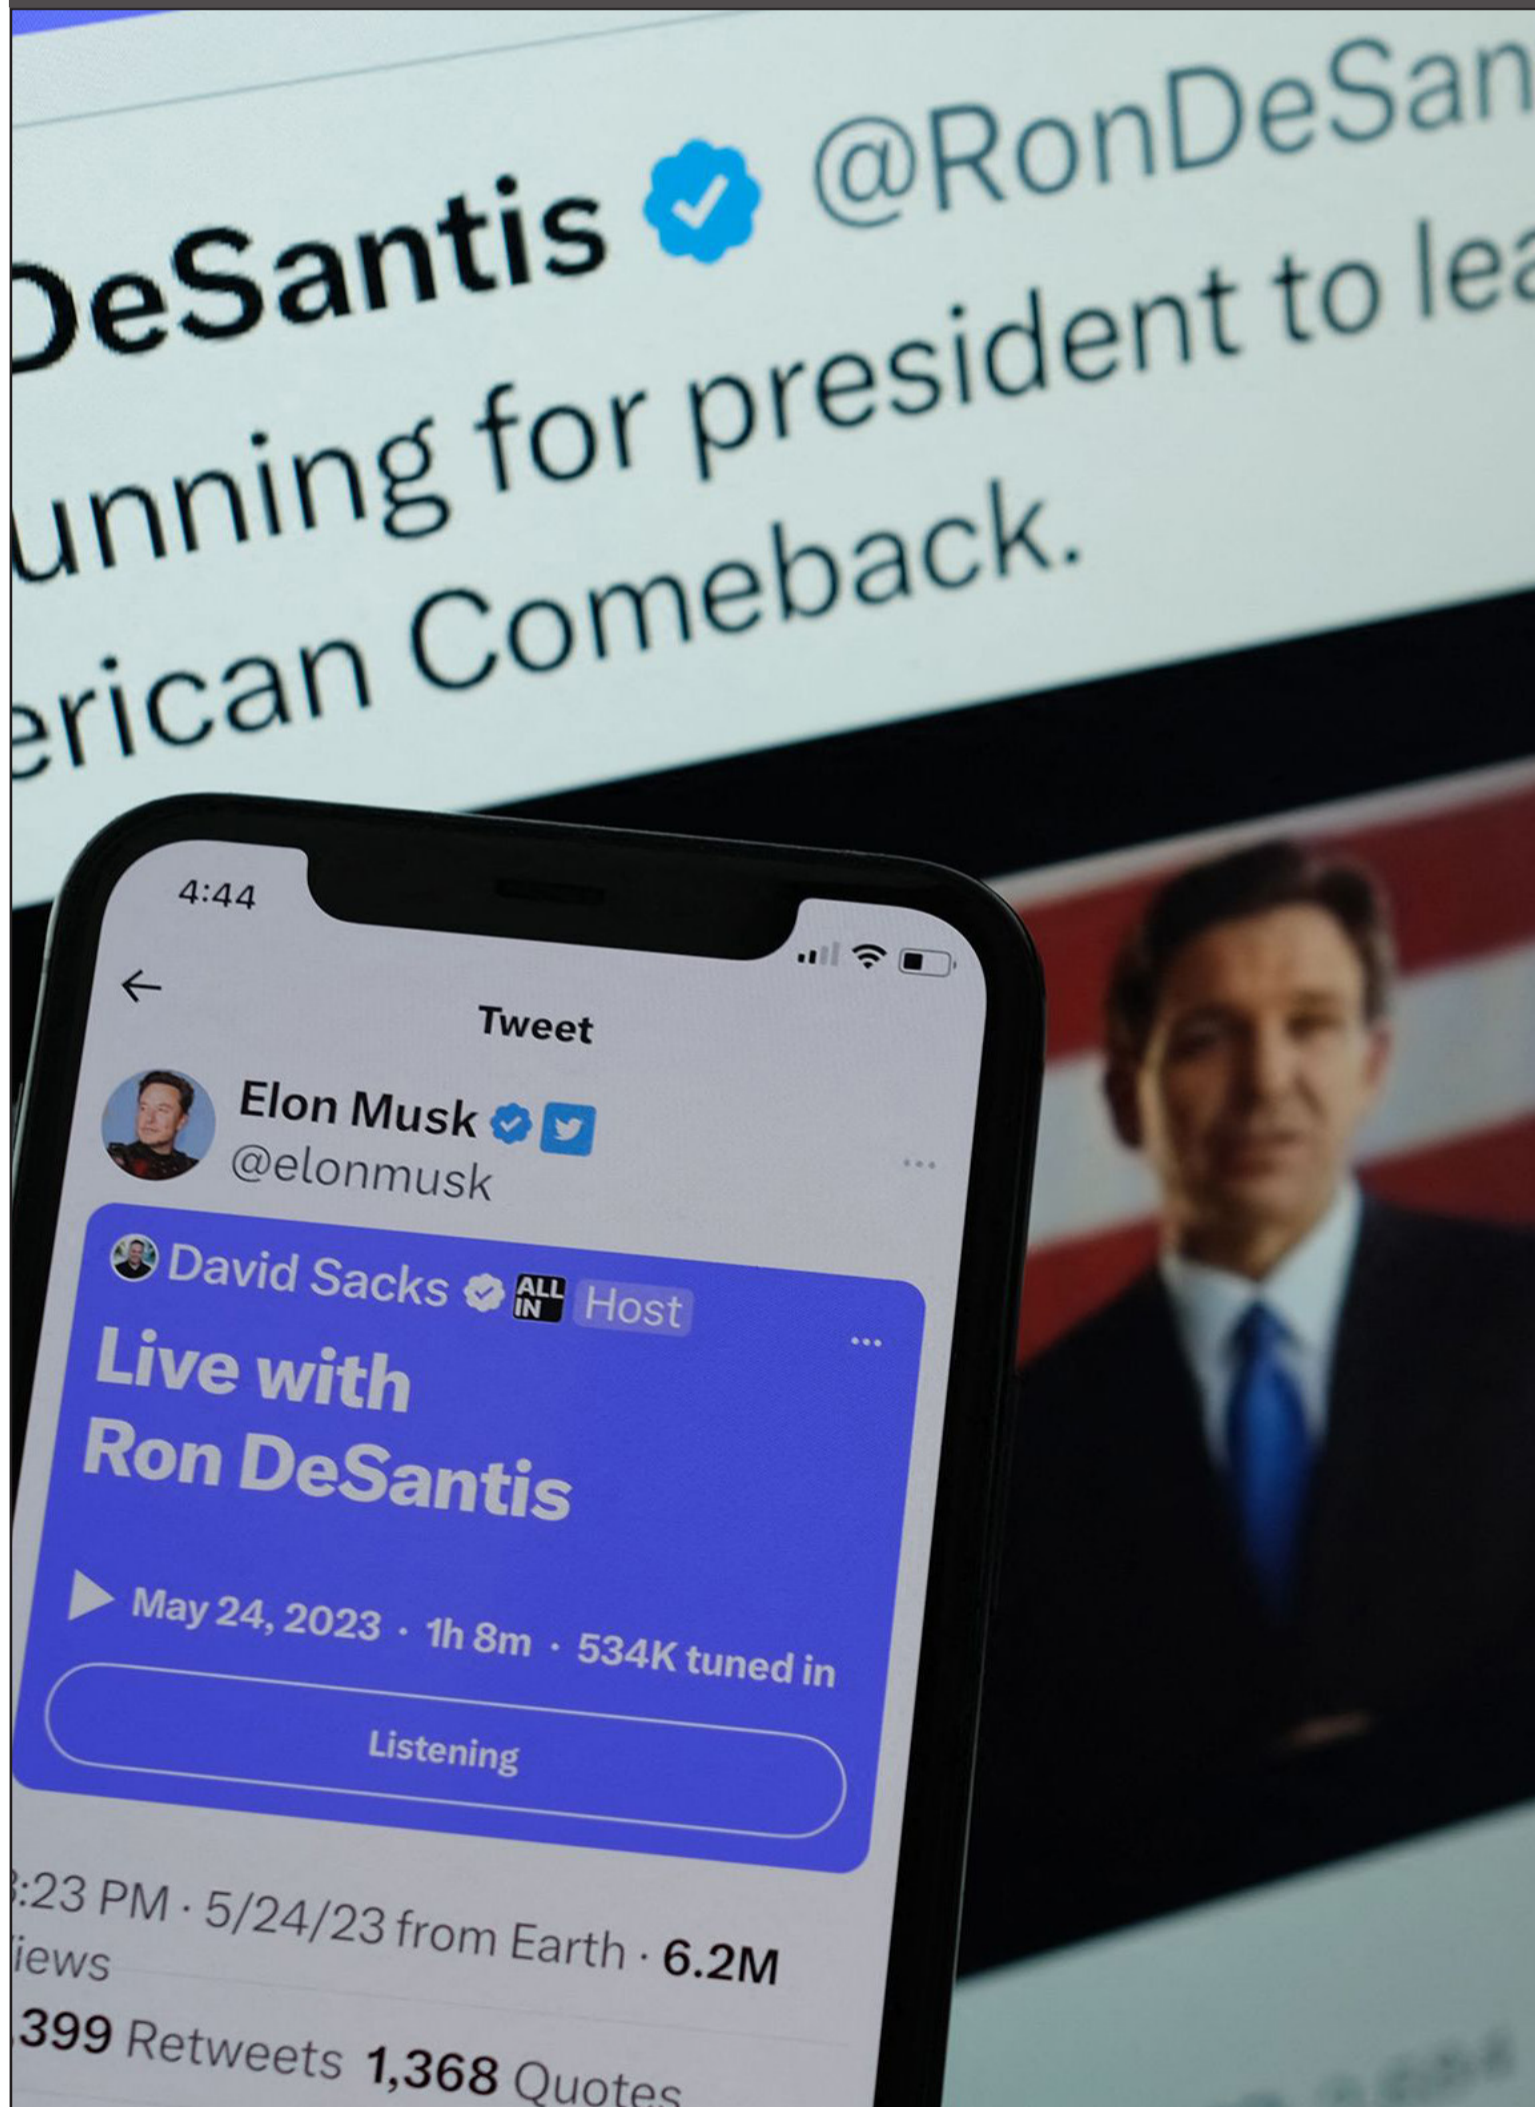 DeSantis @RonDeSan
unning for president to lea
erican Comeback.
4:44
Tweet
Elon Musk
@elonmusk
David Sacks ALL IN Host
Live with
Ron DeSantis
May 24, 2023 · 1h 8m · 534K tuned in
Listening
:23 PM · 5/24/23 from Earth · 6.2M
iews
399 Retweets 1,368 Quotes